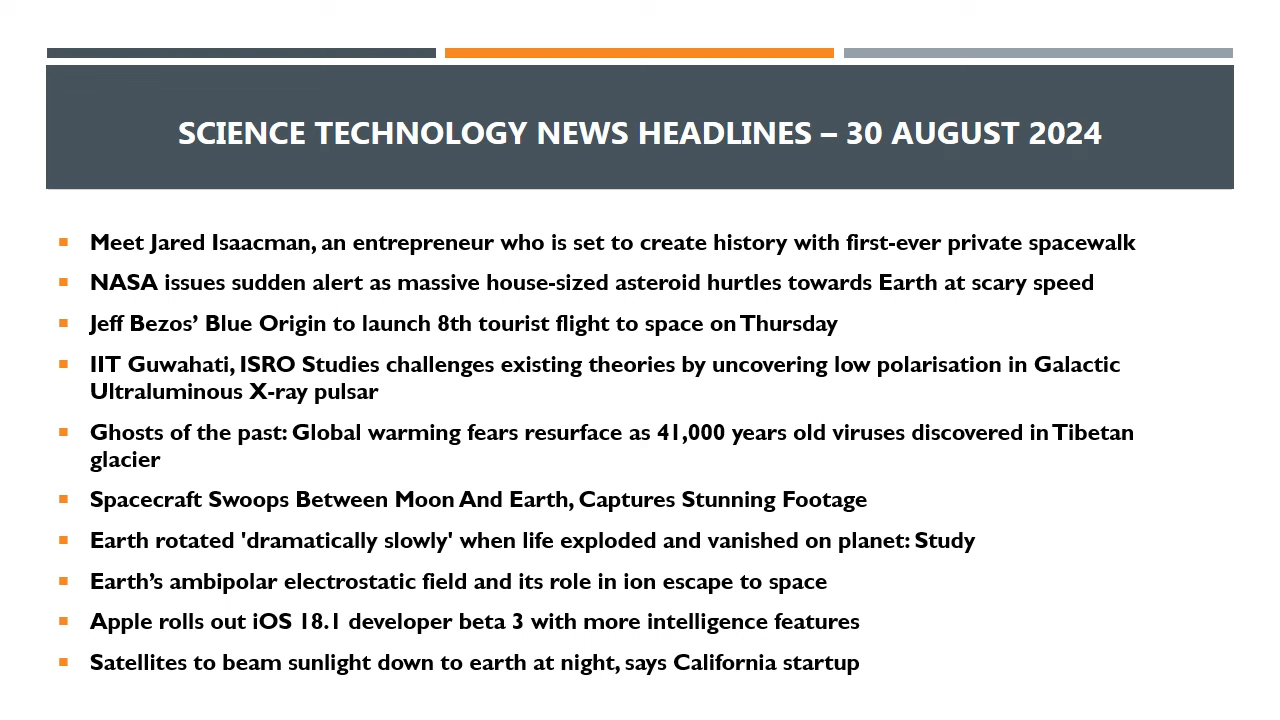 SCIENCE TECHNOLOGY NEWS HEADLINES – 30 AUGUST 2024
Meet Jared Isaacman, an entrepreneur who is set to create history with first-ever private spacewalk
NASA issues sudden alert as massive house-sized asteroid hurtles towards Earth at scary speed
Jeff Bezos’ Blue Origin to launch 8th tourist flight to space on Thursday
IIT Guwahati, ISRO Studies challenges existing theories by uncovering low polarisation in Galactic
Ultraluminous X-ray pulsar
Ghosts of the past: Global warming fears resurface as 41,000 years old viruses discovered in Tibetan
glacier
Spacecraft Swoops Between Moon And Earth, Captures Stunning Footage
Earth rotated 'dramatically slowly' when life exploded and vanished on planet: Study
Earth’s ambipolar electrostatic field and its role in ion escape to space
Apple rolls out iOS 18.1 developer beta 3 with more intelligence features
Satellites to beam sunlight down to earth at night, says California startup